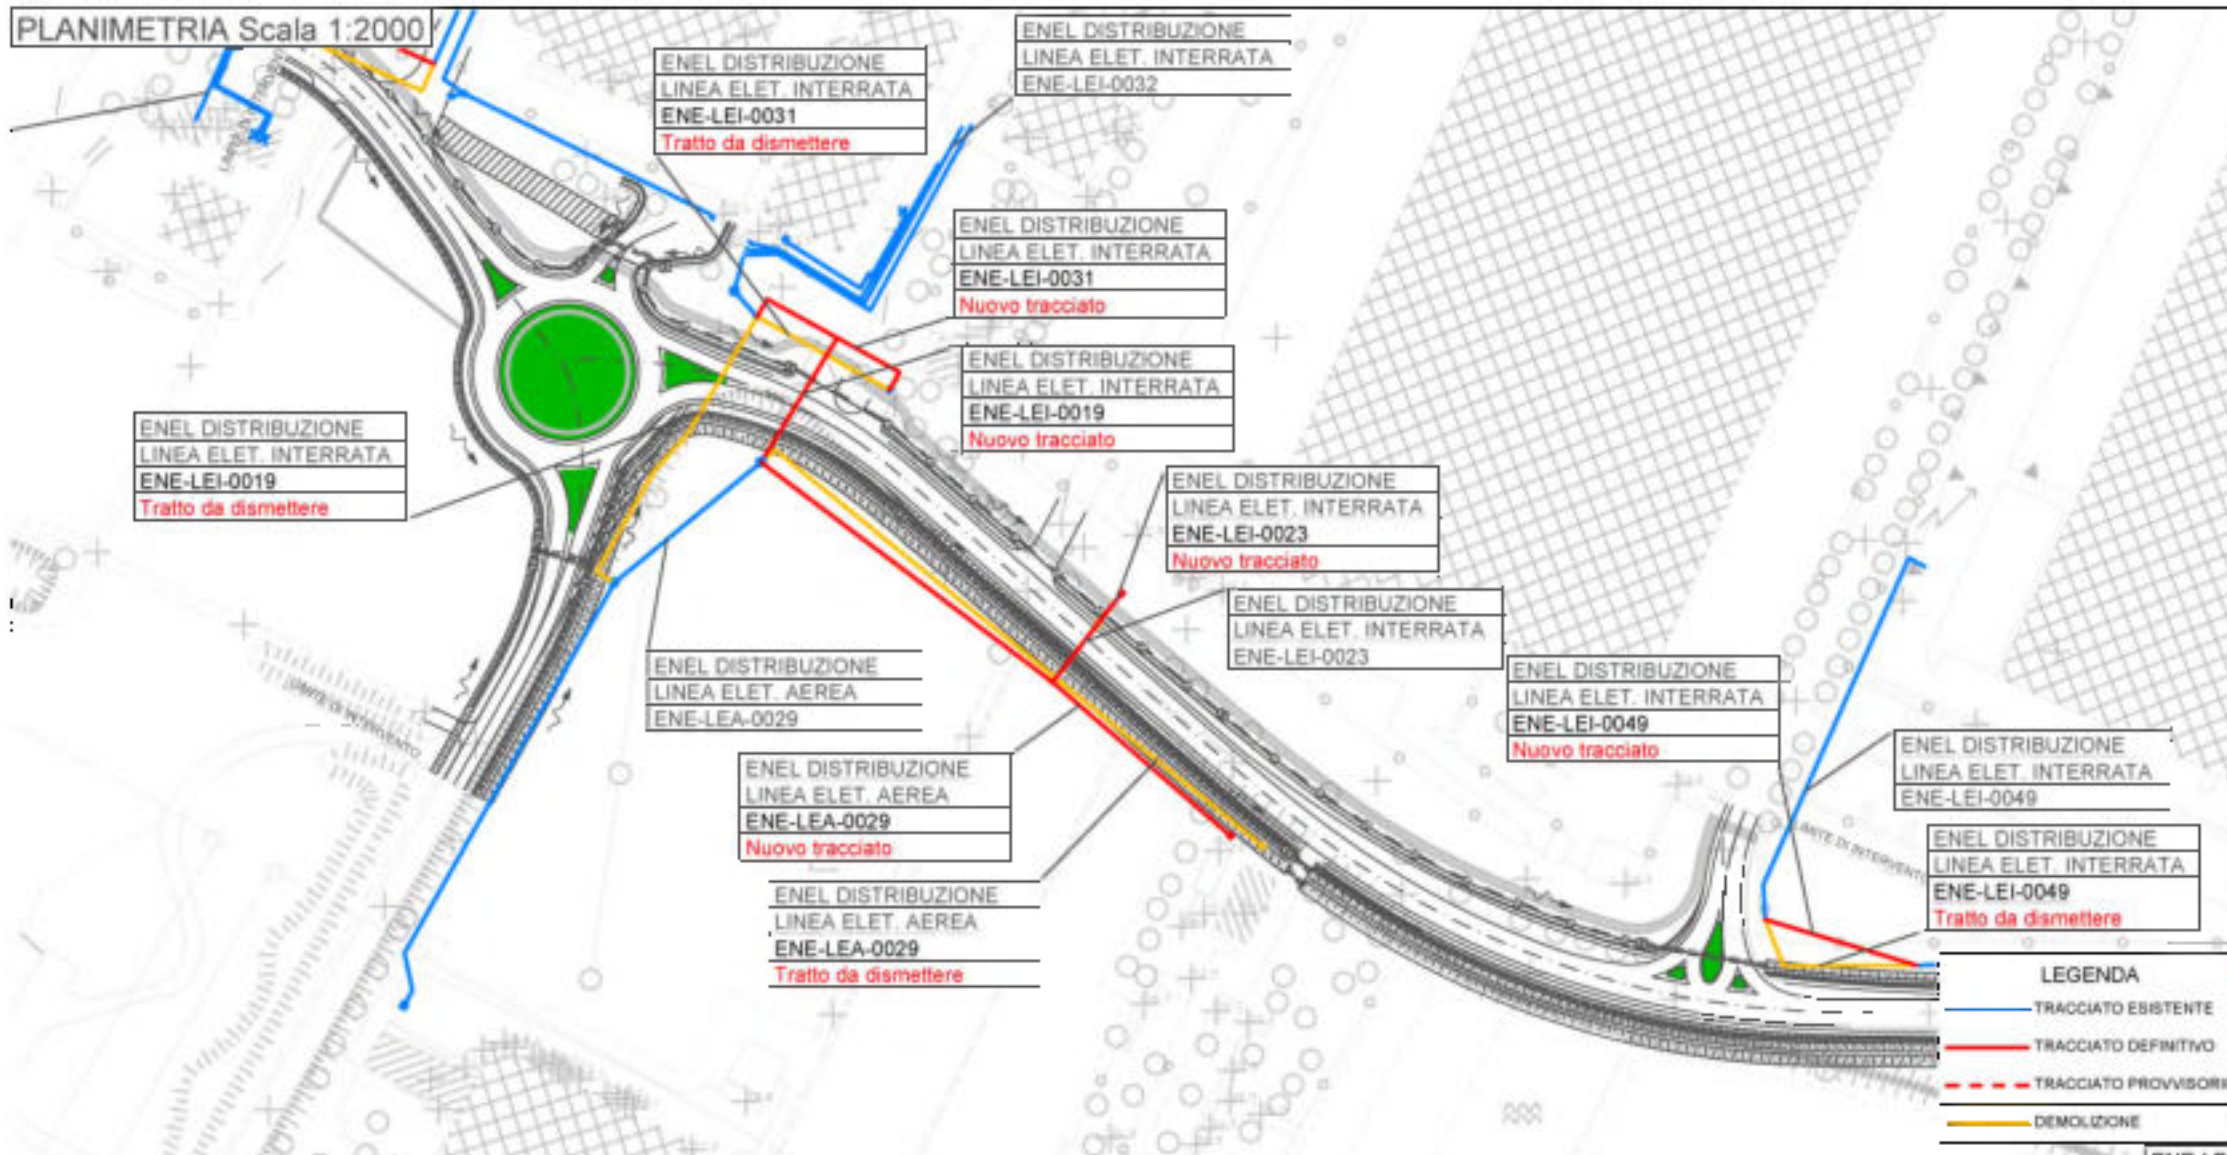 PLANIMETRIA Scala 1:2000
ENEL DISTRIBUZIONE
LINEA ELET. INTERRATA
ENE-LEI-0031
Tratto da dismettere
ENEL DISTRIBUZIONE
LINEA ELET. INTERRATA
ENE-LEI-0032
ENEL DISTRIBUZIONE
LINEA ELET. INTERRATA
ENE-LEI-0031
Nuovo tracciato
ENEL DISTRIBUZIONE
LINEA ELET. INTERRATA
ENE-LEI-0019
Nuovo tracciato
ENEL DISTRIBUZIONE
LINEA ELET. INTERRATA
ENE-LEI-0019
Tratto da dismettere
ENEL DISTRIBUZIONE
LINEA ELET. INTERRATA
ENE-LEI-0023
Nuovo tracciato
ENEL DISTRIBUZIONE
LINEA ELET. INTERRATA
ENE-LEI-0023
ENEL DISTRIBUZIONE
LINEA ELET. AEREA
ENE-LEA-0029
ENEL DISTRIBUZIONE
LINEA ELET. INTERRATA
ENE-LEI-0049
Nuovo tracciato
LIMITE DI INTERVENTO
ENEL DISTRIBUZIONE
LINEA ELET. INTERRATA
ENE-LEI-0049
ENEL DISTRIBUZIONE
LINEA ELET. AEREA
ENE-LEA-0029
Nuovo tracciato
DI INTERVENTO
ENEL DISTRIBUZIONE
LINEA ELET. INTERRATA
ENE-LEI-0049
Tratto da dismettere
ENEL DISTRIBUZIONE
LINEA ELET. AEREA
ENE-LEA-0029
Tratto da dismettere
LEGENDA
TRACCIATO ESISTENTE
TRACCIATO DEFINITIVO
TRACCIATO PROVVISORI
DEMOLIZIONE